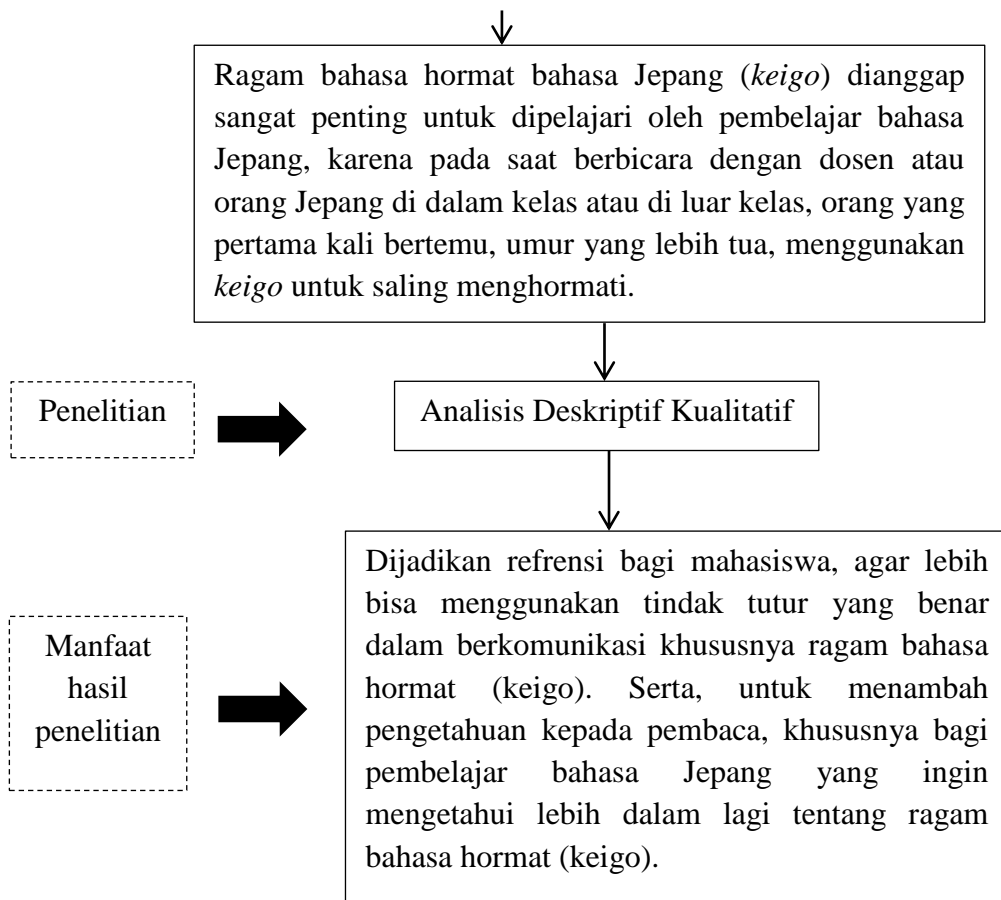 Ragam bahasa hormat bahasa Jepang (keigo) dianggap
sangat penting untuk dipelajari oleh pembelajar bahasa
Jepang, karena pada saat berbicara dengan dosen atau
orang Jepang di dalam kelas atau di luar kelas, orang yang
pertama kali bertemu, umur yang lebih tua, menggunakan
keigo untuk saling menghormati.
Penelitian
Analisis Deskriptif Kualitatif
Manfaat
hasil
penelitian
Dijadikan refrensi bagi mahasiswa, agar lebih
bisa menggunakan tindak tutur yang benar
dalam berkomunikasi khususnya ragam bahasa
hormat (keigo). Serta, untuk menambah
pengetahuan kepada pembaca, khususnya bagi
pembelajar bahasa Jepang yang ingin
mengetahui lebih dalam lagi tentang ragam
bahasa hormat (keigo).